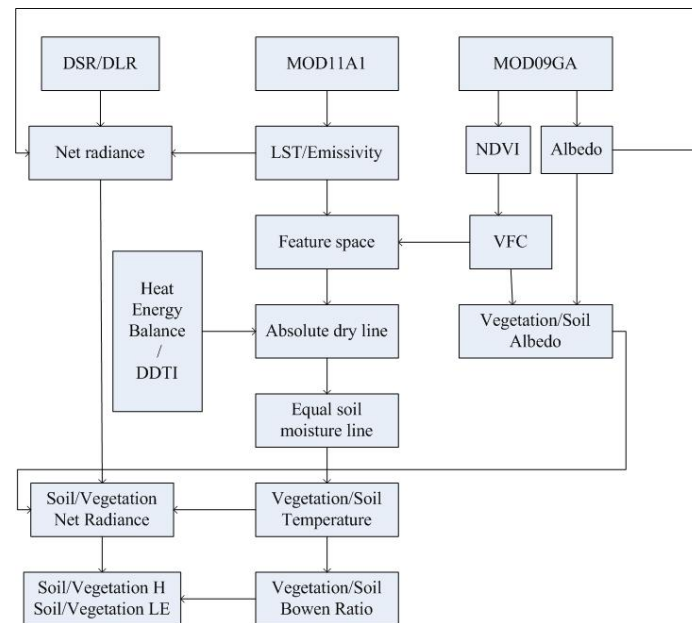 DSR/DLR
MOD11A1
MOD09GA
Net radiance
LST/Emissivity
NDVI
Albedo
Feature space
VFC
Heat
Energy
Balance
/
DDTI
Absolute dry line
Vegetation/Soil
Albedo
Equal soil
moisture line
Soil/Vegetation
Net Radiance
Vegetation/Soil
Temperature
Soil/Vegetation H
Soil/Vegetation LE
Vegetation/Soil
Bowen Ratio